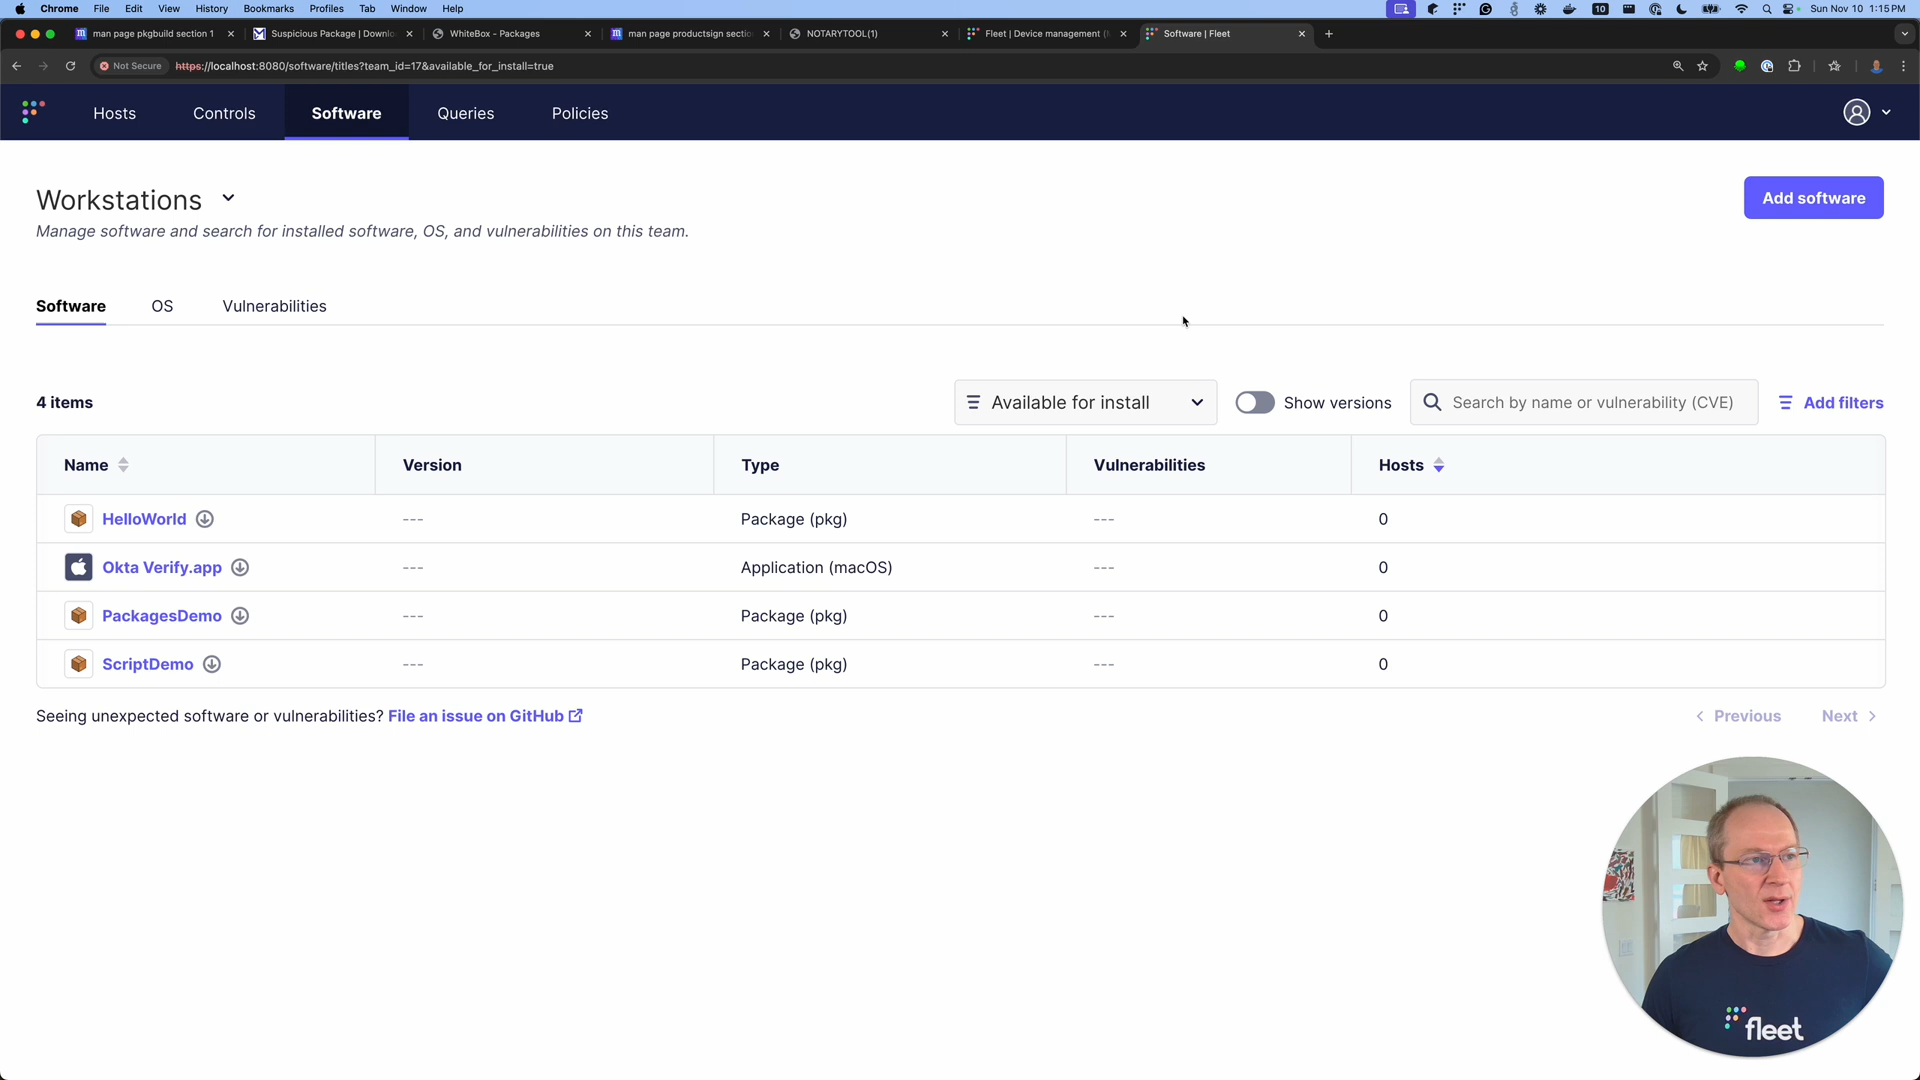 Chrome File Edit View History Bookmarks Profiles Tab Window Help 10 Sun Nov 10 1:15 PM
man page pkgbuild section 1 Suspicious Package | Downlo WhiteBox - Packages man page productsign sectio NOTARYTOOL(1) Fleet | Device management ( Software | Fleet
Not Secure https://localhost:8080/software/titles?team_id=17&available_for_install=true
Hosts Controls Software Queries Policies
Workstations
Add software
Manage software and search for installed software, OS, and vulnerabilities on this team.
Software OS Vulnerabilities
4 items Available for install Show versions Search by name or vulnerability (CVE) Add filters
Name Version Type Vulnerabilities Hosts
HelloWorld --- Package (pkg) --- 0
Okta Verify.app --- Application (macOS) --- 0
PackagesDemo --- Package (pkg) --- 0
ScriptDemo --- Package (pkg) --- 0
Seeing unexpected software or vulnerabilities? File an issue on GitHub Previous Next
fleet